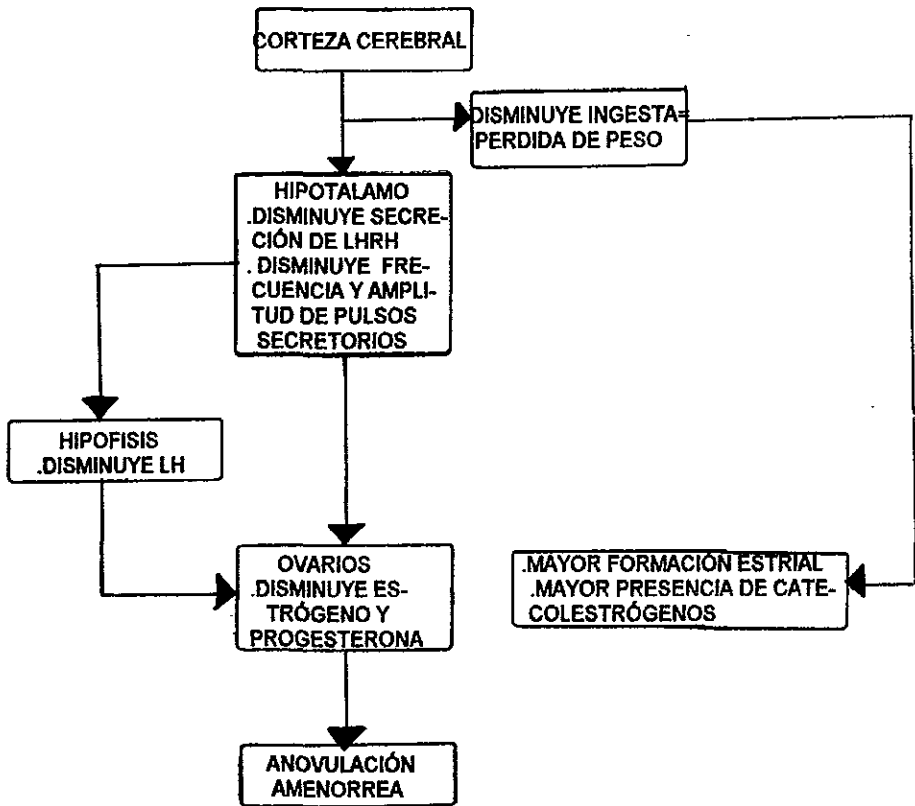 CORTEZA CEREBRAL
DISMINUYE INGESTA=
PERDIDA DE PESO
HIPOTALAMO
.DISMINUYE SECRE-
CIÓN DE LHRH
. DISMINUYE FRE-
CUENCIA Y AMPLI-
TUD DE PULSOS
SECRETORIOS
HIPOFISIS
.DISMINUYE LH
OVARIOS
.DISMINUYE ES-
TRÓGENO Y
PROGESTERONA
.MAYOR FORMACIÓN ESTRIAL
.MAYOR PRESENCIA DE CATE-
COLESTRÓGENOS
ANOVULACIÓN
AMENORREA